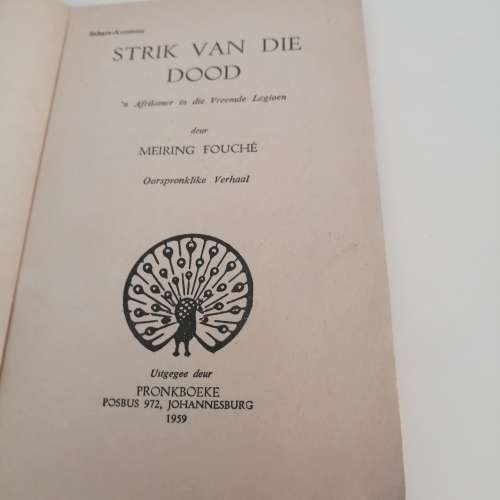 Sahara-Avontuur
STRIK VAN DIE
DOOD
'n Afrikaner in die Vreemde Legioen
deur
MEIRING FOUCHÉ
Oorspronklike Verhaal
Uitgegee deur
PRONKBOEKE
POSBUS 972, JOHANNESBURG
1959